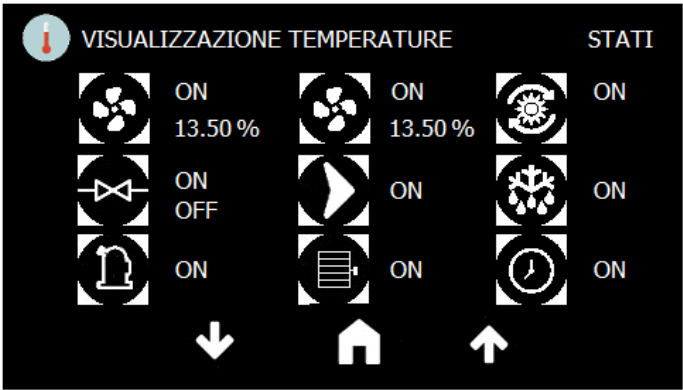 VISUALIZZAZIONE TEMPERATURE STATI
ON ON ON
13.50 % 13.50 %
ON ON ON
OFF
ON ON ON